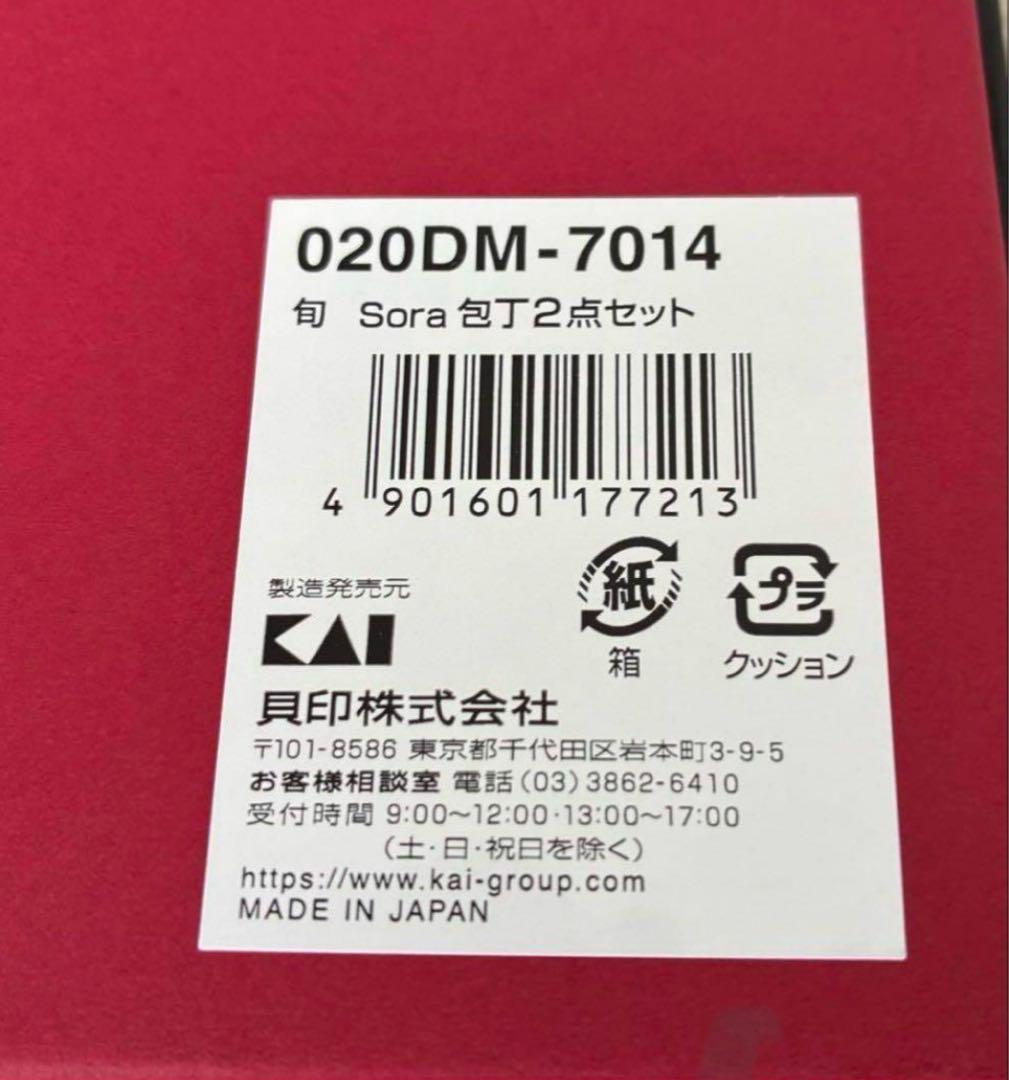 020DM-7014
旬 Sora 包丁2点セット
4 901601 177213
紙
箱
プラ
クッション
製造発売元
KAI
貝印株式会社
〒101-8586 東京都千代田区岩本町3-9-5
お客様相談室 電話(03)3862-6410
受付時間 9:00〜12:00・13:00〜17:00
(土・日・祝日を除く)
https://www.kai-group.com
MADE IN JAPAN